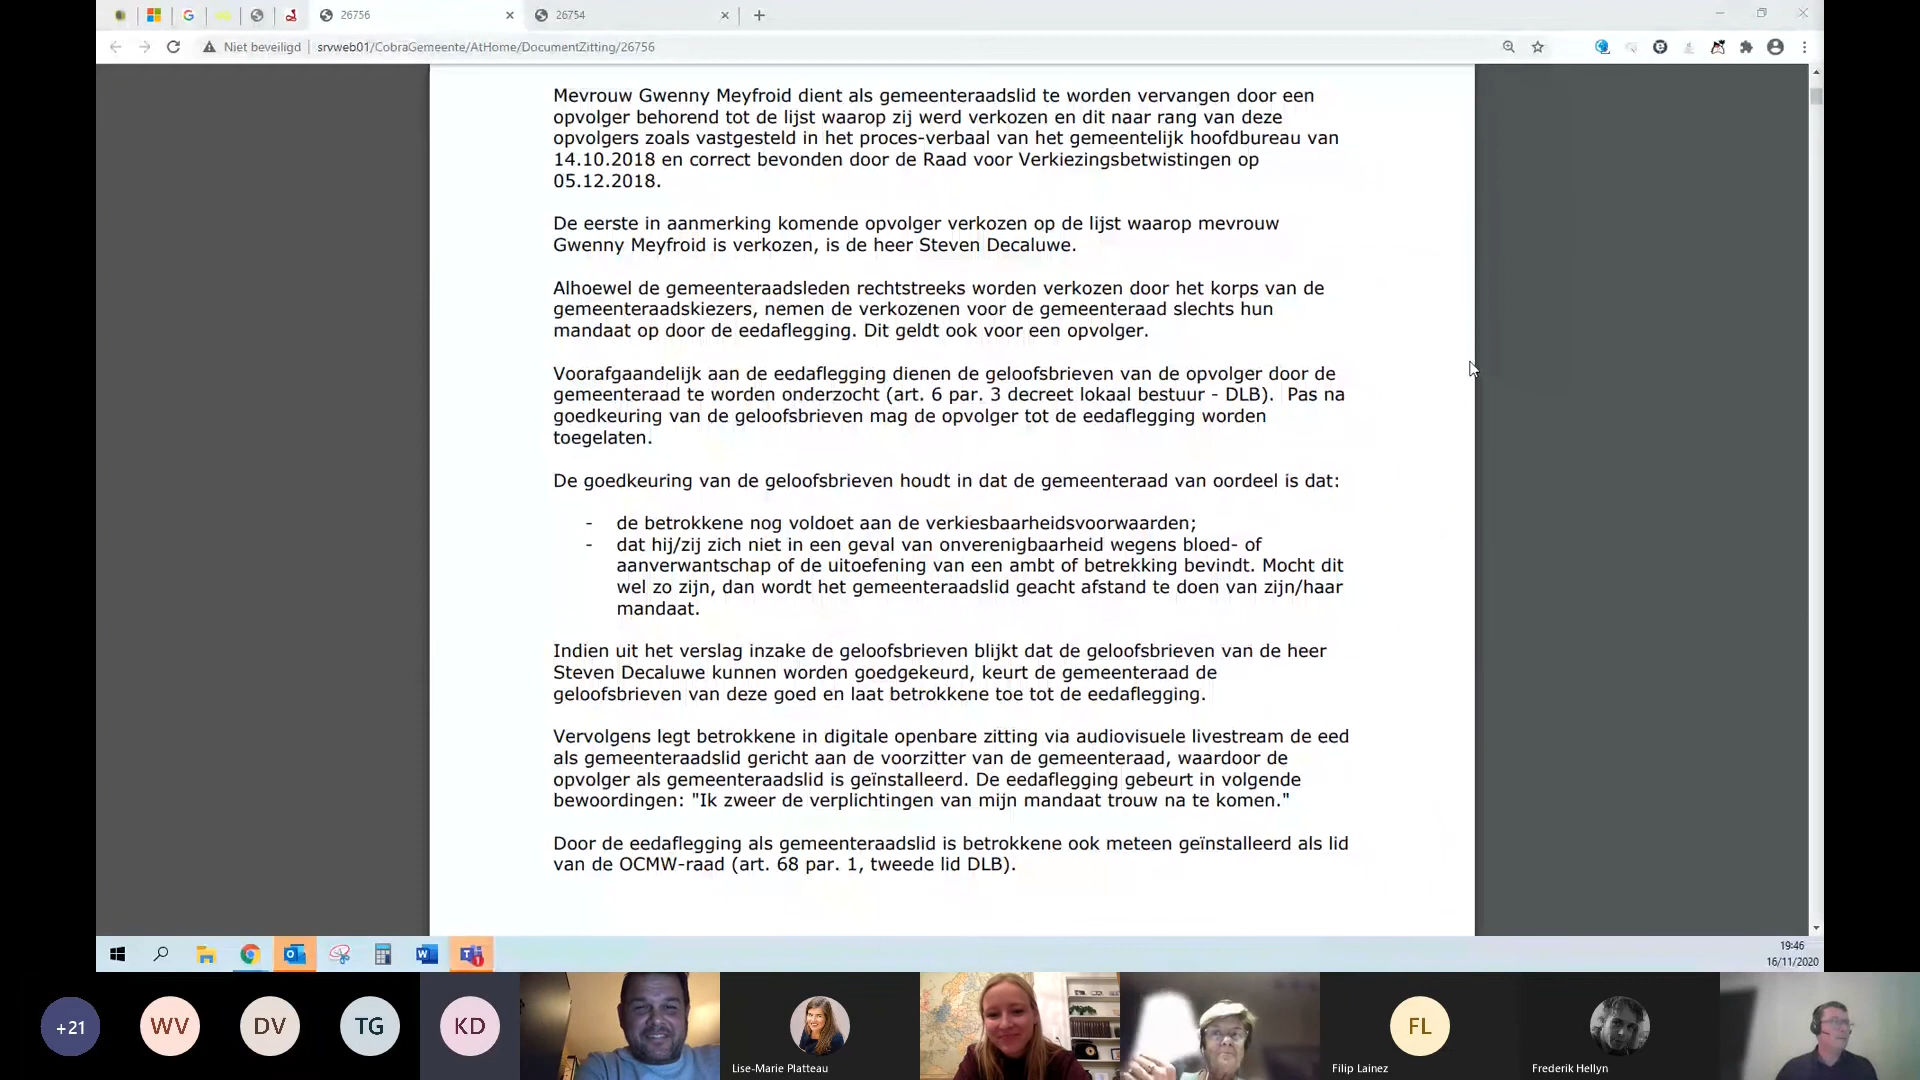 26756
26754
Niet beveiligd
srvweb01/CobraGemeente/AtHome/DocumentZitting/26756
Mevrouw Gwenny Meyfroid dient als gemeenteraadslid te worden vervangen door een
opvolger behorend tot de lijst waarop zij werd verkozen en dit naar rang van deze
opvolgers zoals vastgesteld in het proces-verbaal van het gemeentelijk hoofdbureau van
14.10.2018 en correct bevonden door de Raad voor Verkiezingsbetwistingen op
05.12.2018.
De eerste in aanmerking komende opvolger verkozen op de lijst waarop mevrouw
Gwenny Meyfroid is verkozen, is de heer Steven Decaluwe.
Alhoewel de gemeenteraadsleden rechtstreeks worden verkozen door het korps van de
gemeenteraadskiezers, nemen de verkozenen voor de gemeenteraad slechts hun
mandaat op door de eedaflegging. Dit geldt ook voor een opvolger.
Voorafgaandelijk aan de eedaflegging dienen de geloofsbrieven van de opvolger door de
gemeenteraad te worden onderzocht (art. 6 par. 3 decreet lokaal bestuur - DLB). Pas na
goedkeuring van de geloofsbrieven mag de opvolger tot de eedaflegging worden
toegelaten.
De goedkeuring van de geloofsbrieven houdt in dat de gemeenteraad van oordeel is dat:
- de betrokkene nog voldoet aan de verkiesbaarheidsvoorwaarden;
- dat hij/zij zich niet in een geval van onverenigbaarheid wegens bloed- of
aanverwantschap of de uitoefening van een ambt of betrekking bevindt. Mocht dit
wel zo zijn, dan wordt het gemeenteraadslid geacht afstand te doen van zijn/haar
mandaat.
Indien uit het verslag inzake de geloofsbrieven blijkt dat de geloofsbrieven van de heer
Steven Decaluwe kunnen worden goedgekeurd, keurt de gemeenteraad de
geloofsbrieven van deze goed en laat betrokkene toe tot de eedaflegging.
Vervolgens legt betrokkene in digitale openbare zitting via audiovisuele livestream de eed
als gemeenteraadslid gericht aan de voorzitter van de gemeenteraad, waardoor de
opvolger als gemeenteraadslid is geïnstalleerd. De eedaflegging gebeurt in volgende
bewoordingen: "Ik zweer de verplichtingen van mijn mandaat trouw na te komen."
Door de eedaflegging als gemeenteraadslid is betrokkene ook meteen geïnstalleerd als lid
van de OCMW-raad (art. 68 par. 1, tweede lid DLB).
19:46
16/11/2020
+21
WV
DV
TG
KD
Lise-Marie Platteau
FL
Filip Lainez
Frederik Hellyn